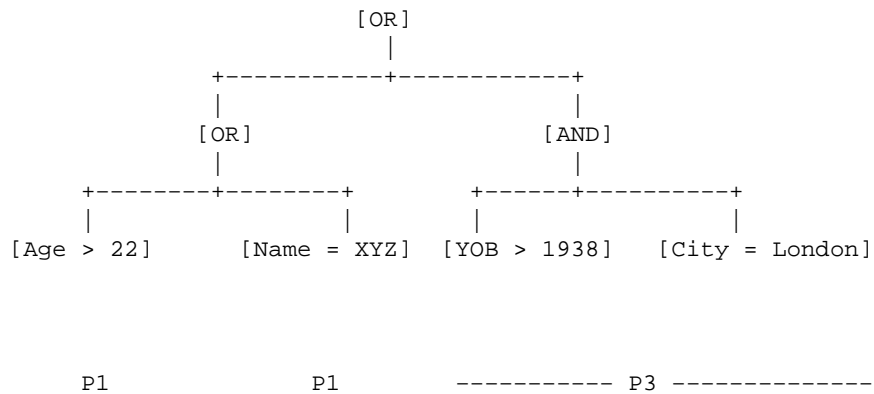 [OR]
[OR] [AND]
[Age > 22] [Name = XYZ] [YOB > 1938] [City = London]
P1 P1 ----------- P3 --------------